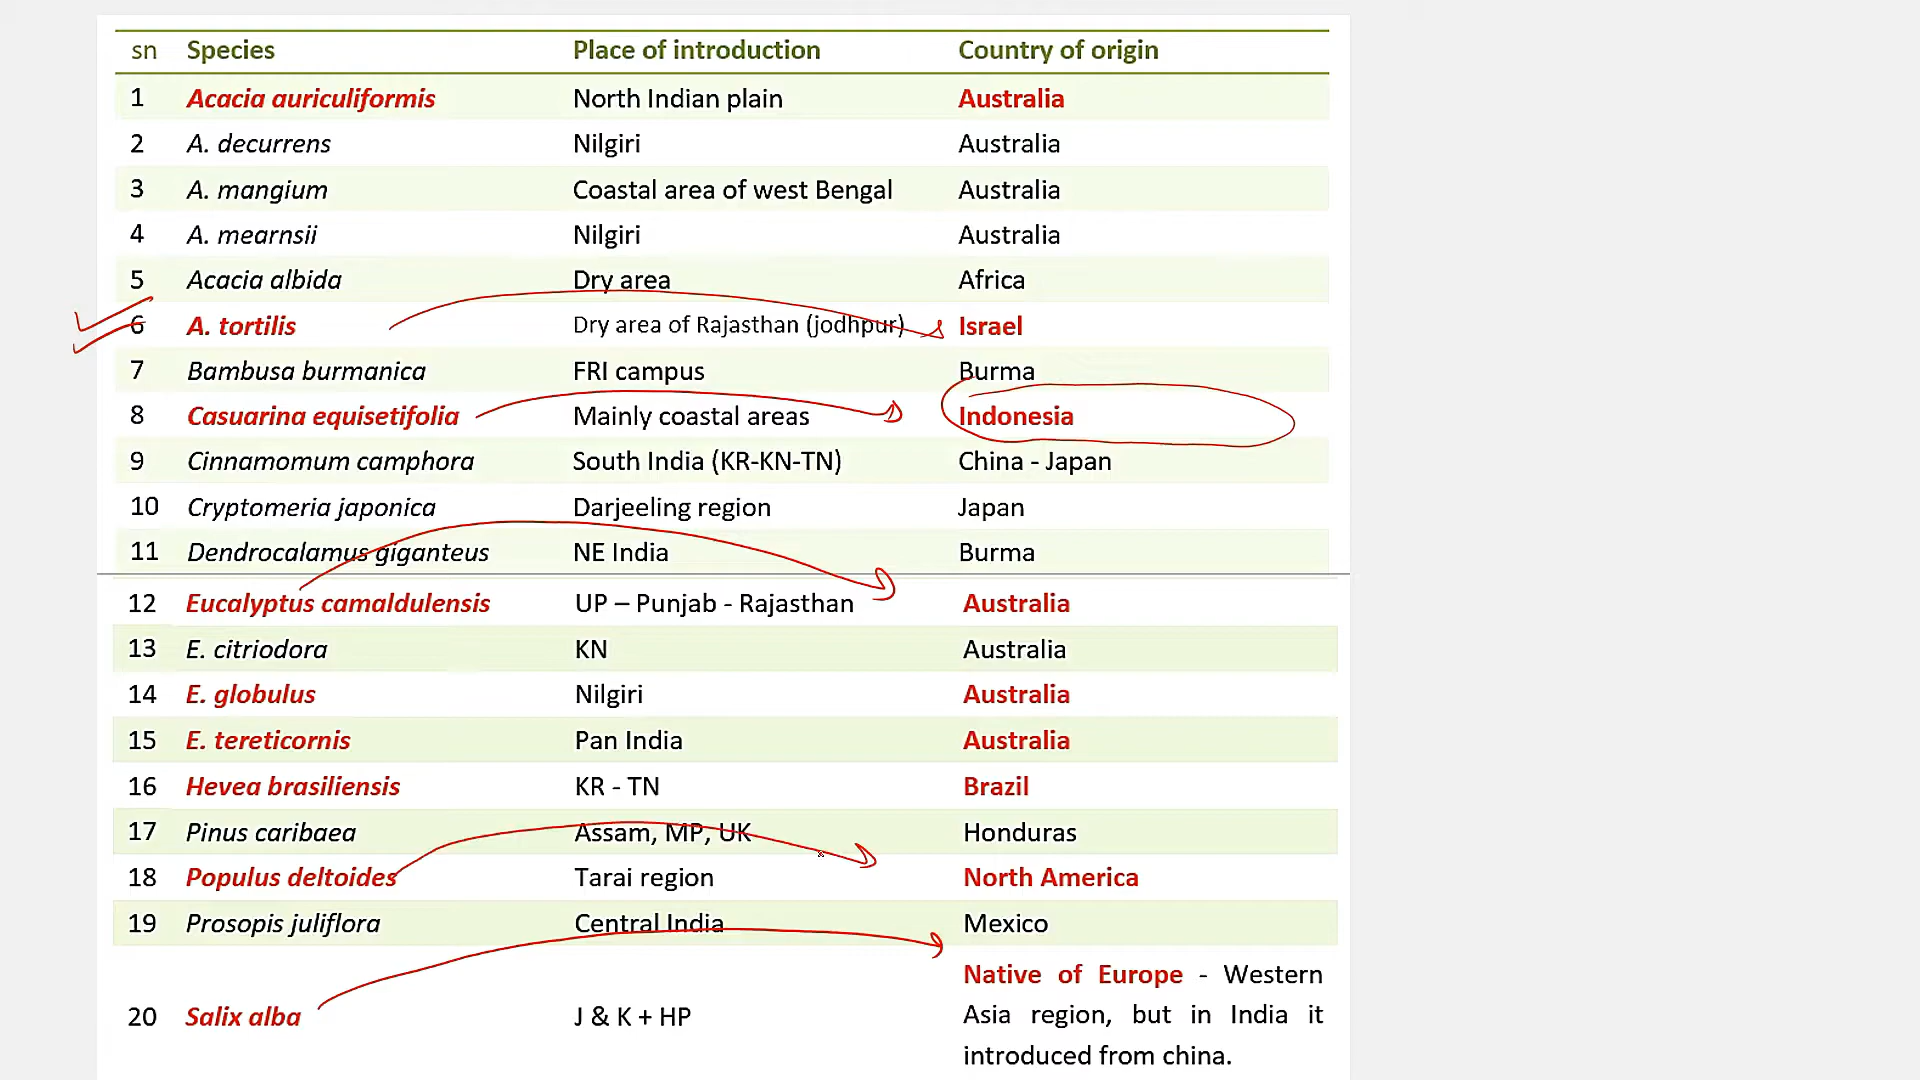 sn Species Place of introduction Country of origin
1 Acacia auriculiformis North Indian plain Australia
2 A. decurrens Nilgiri Australia
3 A. mangium Coastal area of west Bengal Australia
4 A. mearnsii Nilgiri Australia
5 Acacia albida Dry area Africa
6 A. tortilis Dry area of Rajasthan (jodhpur) Israel
7 Bambusa burmanica FRI campus Burma
8 Casuarina equisetifolia Mainly coastal areas Indonesia
9 Cinnamomum camphora South India (KR-KN-TN) China - Japan
10 Cryptomeria japonica Darjeeling region Japan
11 Dendrocalamus giganteus NE India Burma
12 Eucalyptus camaldulensis UP – Punjab - Rajasthan Australia
13 E. citriodora KN Australia
14 E. globulus Nilgiri Australia
15 E. tereticornis Pan India Australia
16 Hevea brasiliensis KR - TN Brazil
17 Pinus caribaea Assam, MP, UK Honduras
18 Populus deltoides Tarai region North America
19 Prosopis juliflora Central India Mexico
20 Salix alba J & K + HP Native of Europe - Western
Asia region, but in India it
introduced from china.